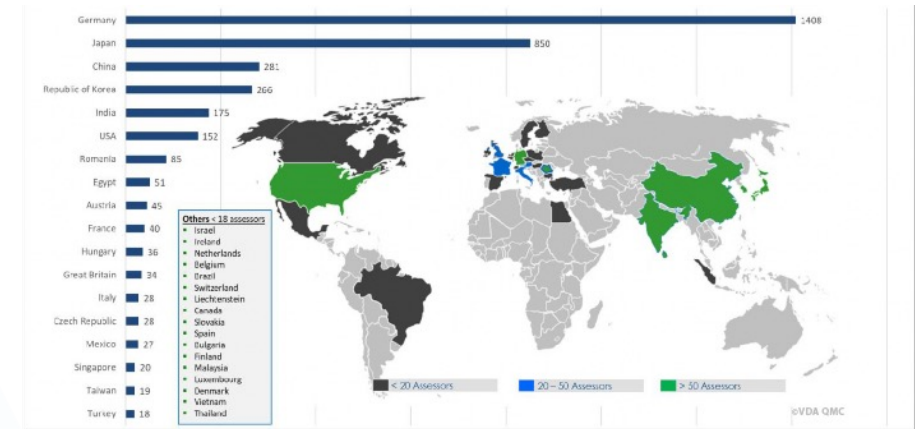 Germany 1408
Japan 850
China 281
Republic of Korea 266
India 175
USA 152
Romania 85
Egypt 51
Austria 45
France 40
Hungary 36
Great Britain 34
Italy 28
Czech Republic 28
Mexico 27
Singapore 20
Taiwan 19
Turkey 18
Others < 18 assessors
Israel
Ireland
Netherlands
Belgium
Brazil
Switzerland
Liechtenstein
Canada
Slovakia
Spain
Bulgaria
Finland
Malaysia
Luxembourg
Denmark
Vietnam
Thailand
< 20 Assessors
20 – 50 Assessors
> 50 Assessors
©VDA QMC